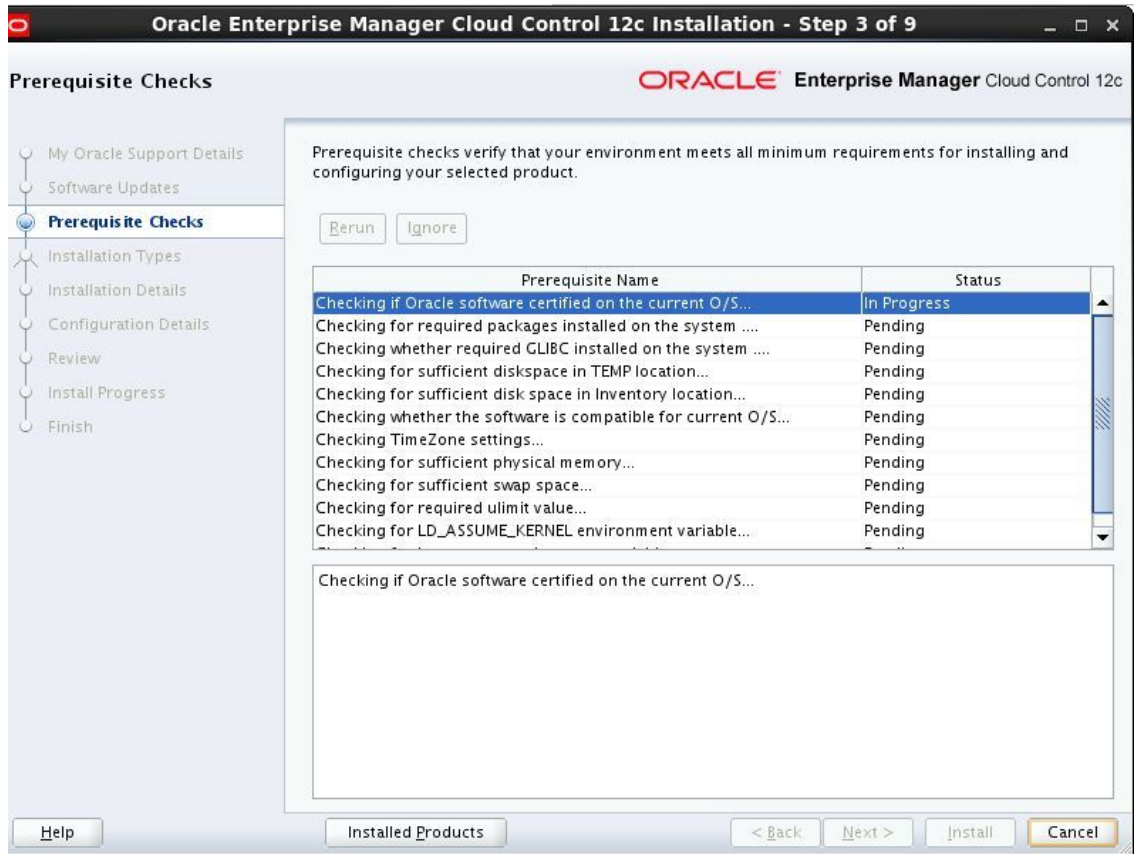 Oracle Enterprise Manager Cloud Control 12c Installation - Step 3 of 9
Prerequisite Checks
ORACLE Enterprise Manager Cloud Control 12c
My Oracle Support Details
Software Updates
Prerequisite Checks
Installation Types
Installation Details
Configuration Details
Review
Install Progress
Finish
Prerequisite checks verify that your environment meets all minimum requirements for installing and
configuring your selected product.
Rerun Ignore
Prerequisite Name Status
Checking if Oracle software certified on the current O/S... In Progress
Checking for required packages installed on the system .... Pending
Checking whether required GLIBC installed on the system .... Pending
Checking for sufficient diskspace in TEMP location... Pending
Checking for sufficient disk space in Inventory location... Pending
Checking whether the software is compatible for current O/S... Pending
Checking TimeZone settings... Pending
Checking for sufficient physical memory... Pending
Checking for sufficient swap space... Pending
Checking for required ulimit value... Pending
Checking for LD_ASSUME_KERNEL environment variable... Pending
Checking if Oracle software certified on the current O/S...
Help Installed Products < Back Next > Install Cancel